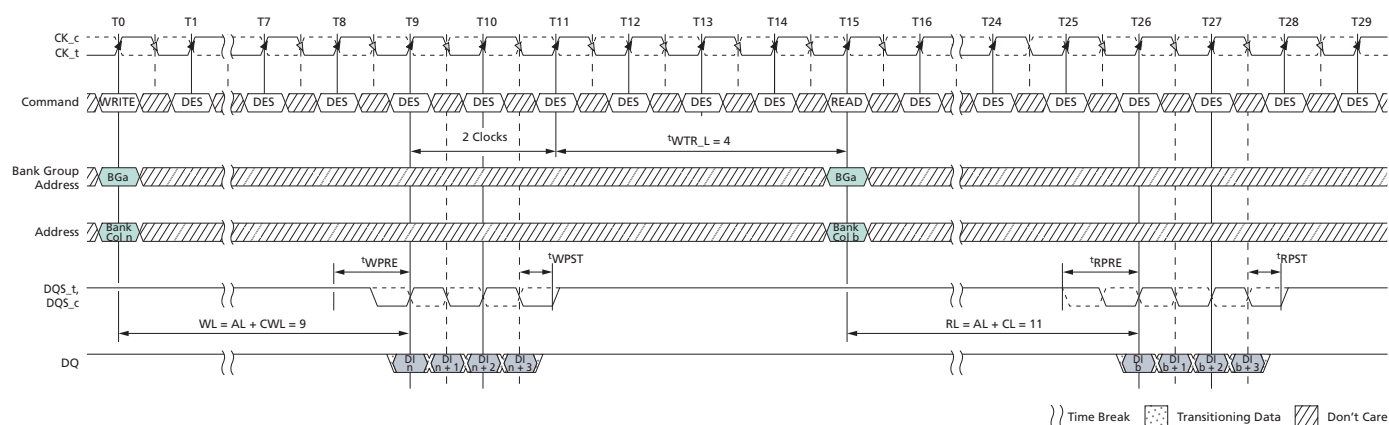 T0 T1 T7 T8 T9 T10 T11 T12 T13 T14 T15 T16 T24 T25 T26 T27 T28 T29
CK_c
CK_t
Command WRITE DES DES DES DES DES DES DES DES DES READ DES DES DES DES DES DES DES
2 Clocks tWTR_L = 4
Bank Group
Address BGa BGa
Address Bank
Col n Bank
Col b
tWPRE tWPST tRPRE tRPST
DQS_t,
DQS_c
WL = AL + CWL = 9 RL = AL + CL = 11
DQ DI
n DI
n + 1 DI
n + 2 DI
n + 3 DI
b DI
b + 1 DI
b + 2 DI
b + 3
Time Break Transitioning Data Don't Care